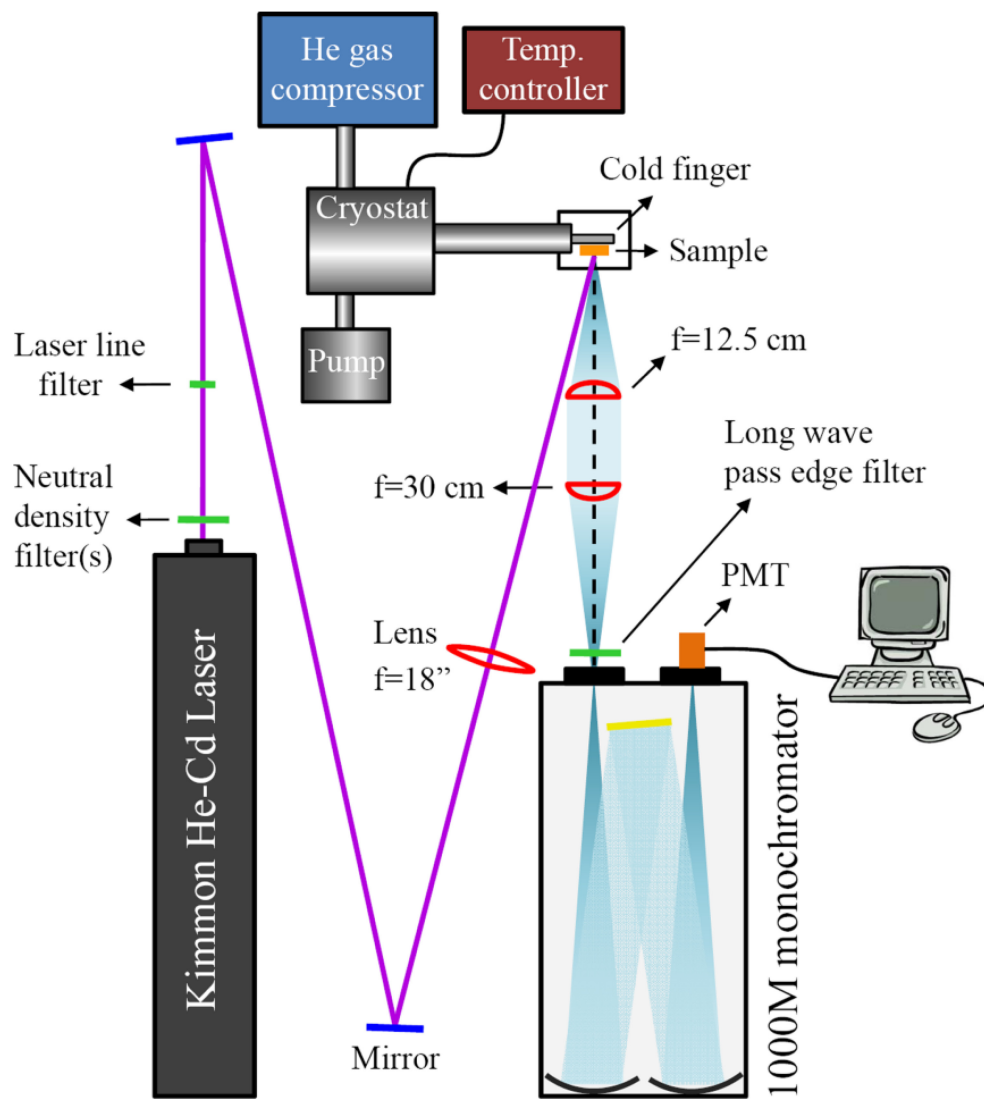 He gas
compressor
Temp.
controller
Cryostat
Cold finger
Sample
Pump
Laser line
filter
f=12.5 cm
Long wave
pass edge filter
Neutral
density
filter(s)
f=30 cm
PMT
Lens
f=18”
Kimmon He-Cd Laser
1000M monochromator
Mirror